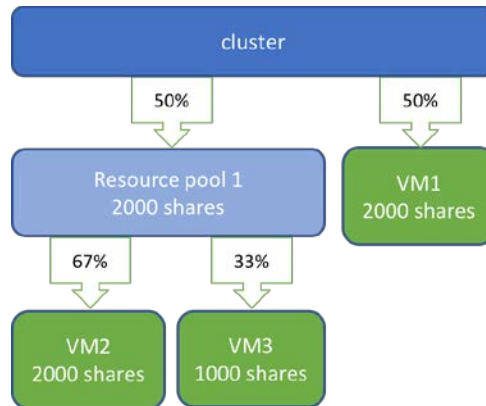 cluster
50%
50%
Resource pool 1
2000 shares
VM1
2000 shares
67%
33%
VM2
2000 shares
VM3
1000 shares